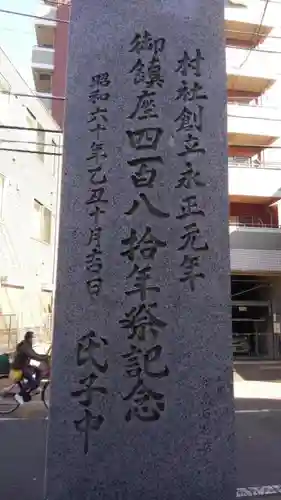 村社創立永正元年
御鎮座四百八拾年祭記念
昭和六十年乙丑十月吉日
氏子中